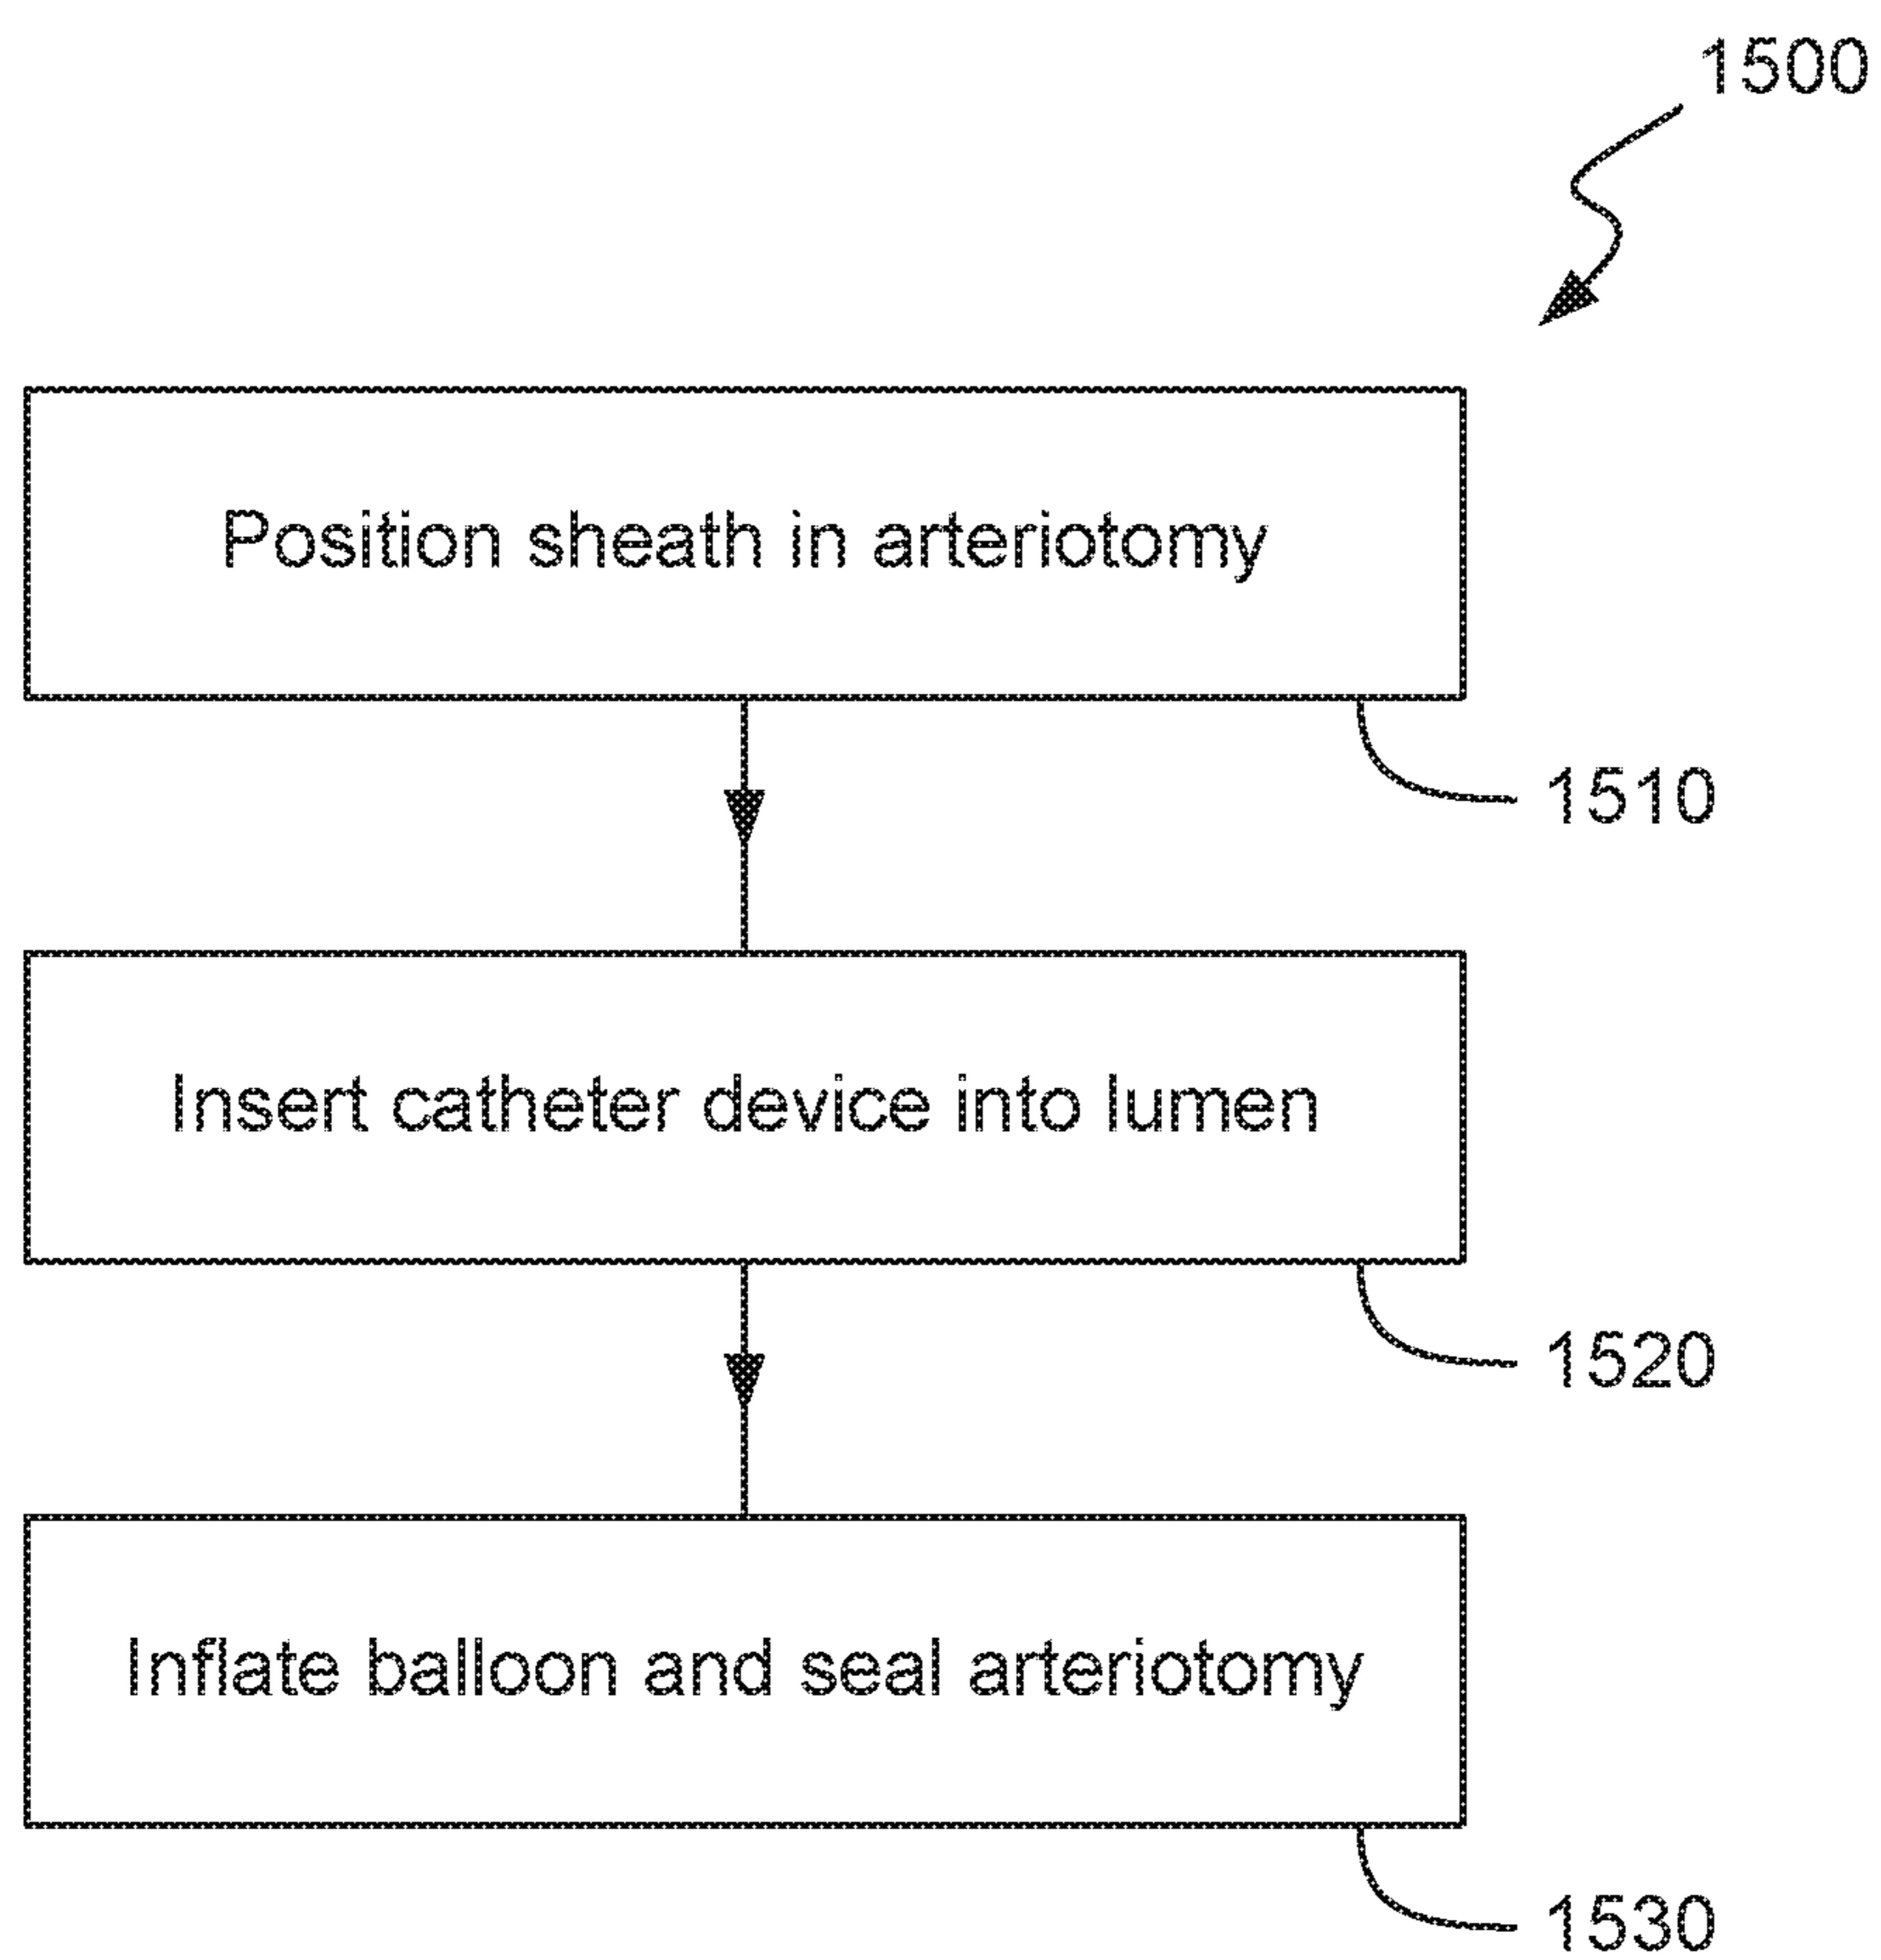 1500
Position sheath in arteriotomy
1510
Insert catheter device into lumen
1520
Inflate balloon and seal arteriotomy
1530